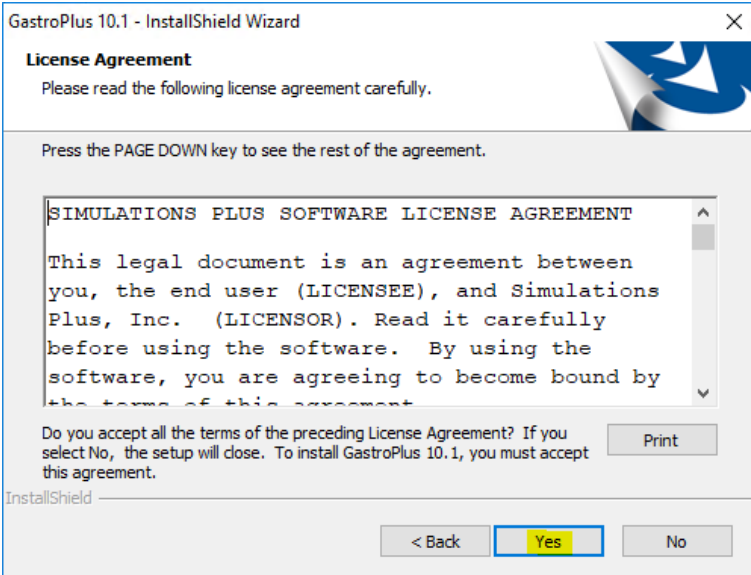 GastroPlus 10.1 - InstallShield Wizard
License Agreement
Please read the following license agreement carefully.
Press the PAGE DOWN key to see the rest of the agreement.
SIMULATIONS PLUS SOFTWARE LICENSE AGREEMENT
This legal document is an agreement between
you, the end user (LICENSEE), and Simulations
Plus, Inc.  (LICENSOR). Read it carefully
before using the software.  By using the
software, you are agreeing to become bound by
the terms of this agreement
Do you accept all the terms of the preceding License Agreement? If you
select No,  the setup will close.  To install GastroPlus 10.1, you must accept
this agreement.
Print
InstallShield
< Back
Yes
No